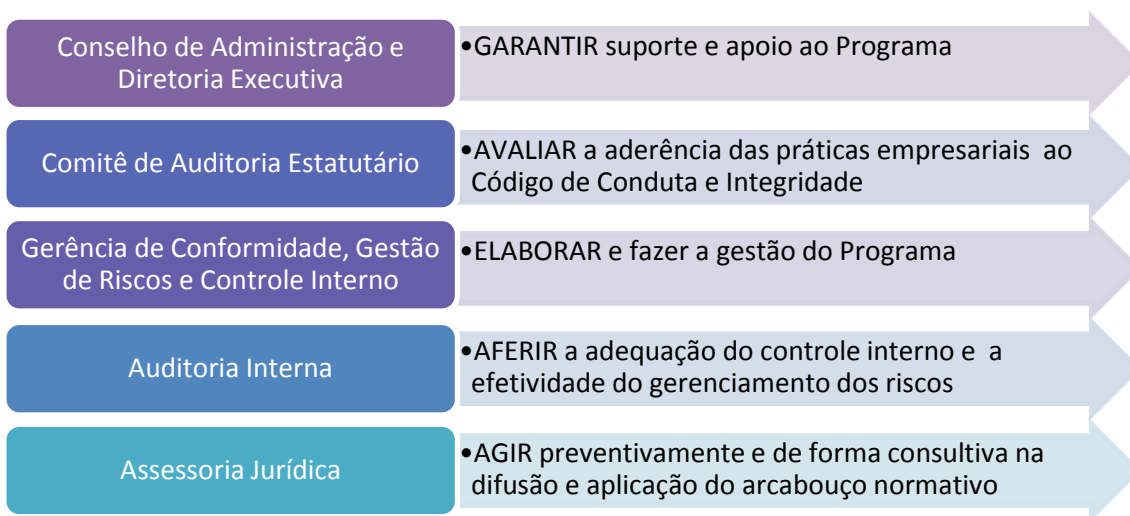 Conselho de Administração e
Diretoria Executiva
•GARANTIR suporte e apoio ao Programa
Comitê de Auditoria Estatutário
•AVALIAR a aderência das práticas empresariais ao
Código de Conduta e Integridade
Gerência de Conformidade, Gestão
de Riscos e Controle Interno
•ELABORAR e fazer a gestão do Programa
Auditoria Interna
•AFERIR a adequação do controle interno e a
efetividade do gerenciamento dos riscos
Assessoria Jurídica
•AGIR preventivamente e de forma consultiva na
difusão e aplicação do arcabouço normativo